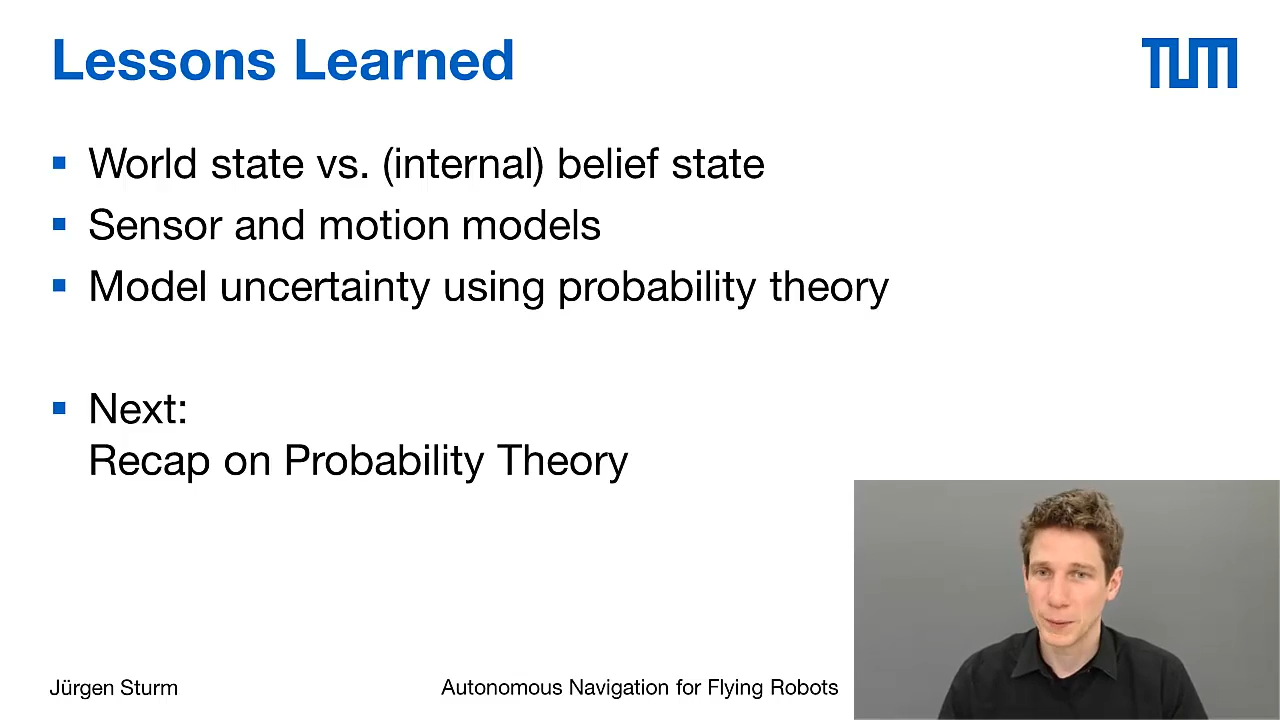 Lessons Learned
TUM
World state vs. (internal) belief state
Sensor and motion models
Model uncertainty using probability theory
Next:
Recap on Probability Theory
Jürgen Sturm
Autonomous Navigation for Flying Robots